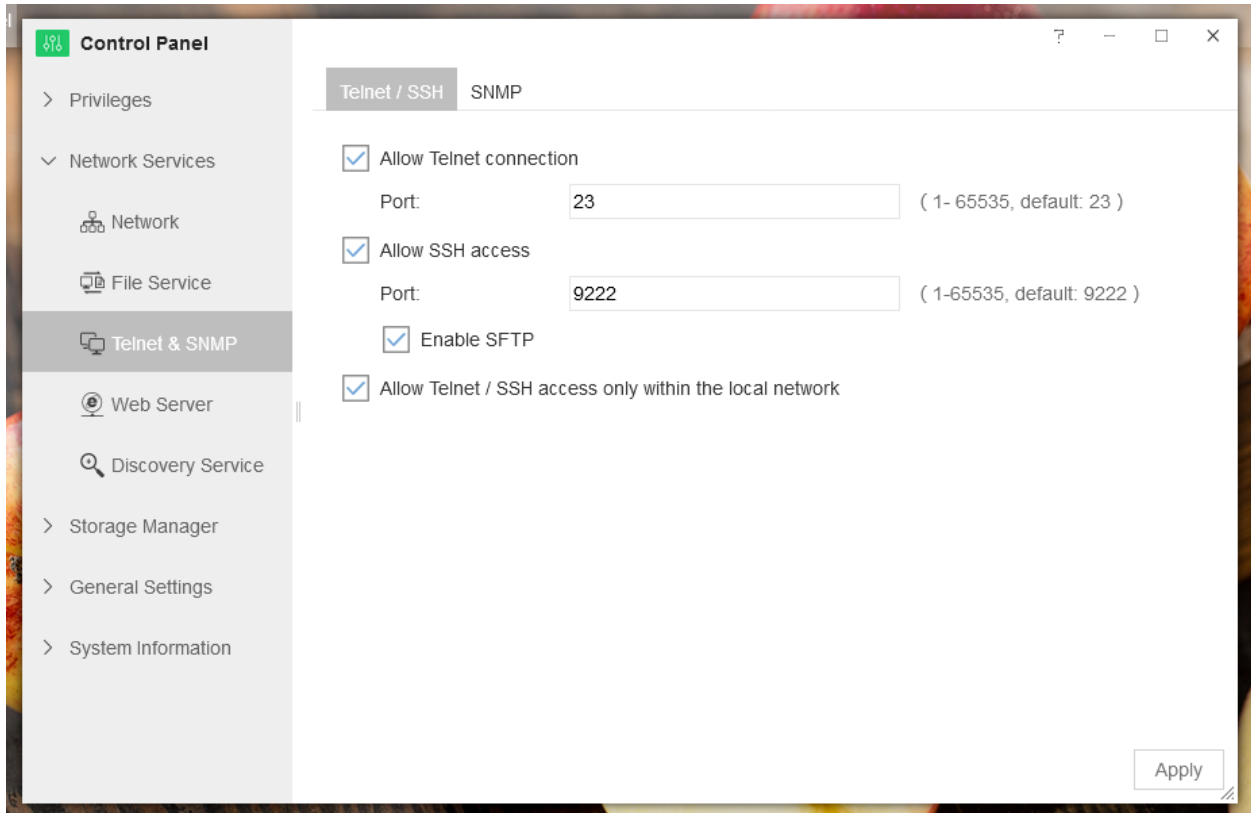 Control Panel
Privileges
Network Services
Network
File Service
Telnet & SNMP
Web Server
Discovery Service
Storage Manager
General Settings
System Information
Telnet / SSH
SNMP
Allow Telnet connection
Port: 23 ( 1- 65535, default: 23 )
Allow SSH access
Port: 9222 ( 1-65535, default: 9222 )
Enable SFTP
Allow Telnet / SSH access only within the local network
Apply